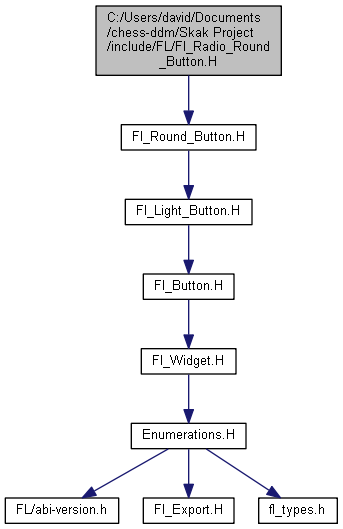 C:/Users/david/Documents
/chess-ddm/Skak Project
/include/FL/Fl_Radio_Round
_Button.H
Fl_Round_Button.H
Fl_Light_Button.H
Fl_Button.H
Fl_Widget.H
Enumerations.H
FL/abi-version.h
Fl_Export.H
fl_types.h